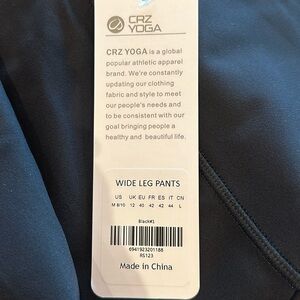 CRZ
YOGA
CRZ YOGA is a global
popular athletic apparel
brand. We're constantly
updating our clothing
fabric and style to meet
our people's needs and
to be consistent with our
goal bringing people a
healthy and beautiful life.
WIDE LEG PANTS
US UK FR ES IT CN
M 8/10 12 40 42 42 44 L
Black#1
6941923201188
R5123
Made in China